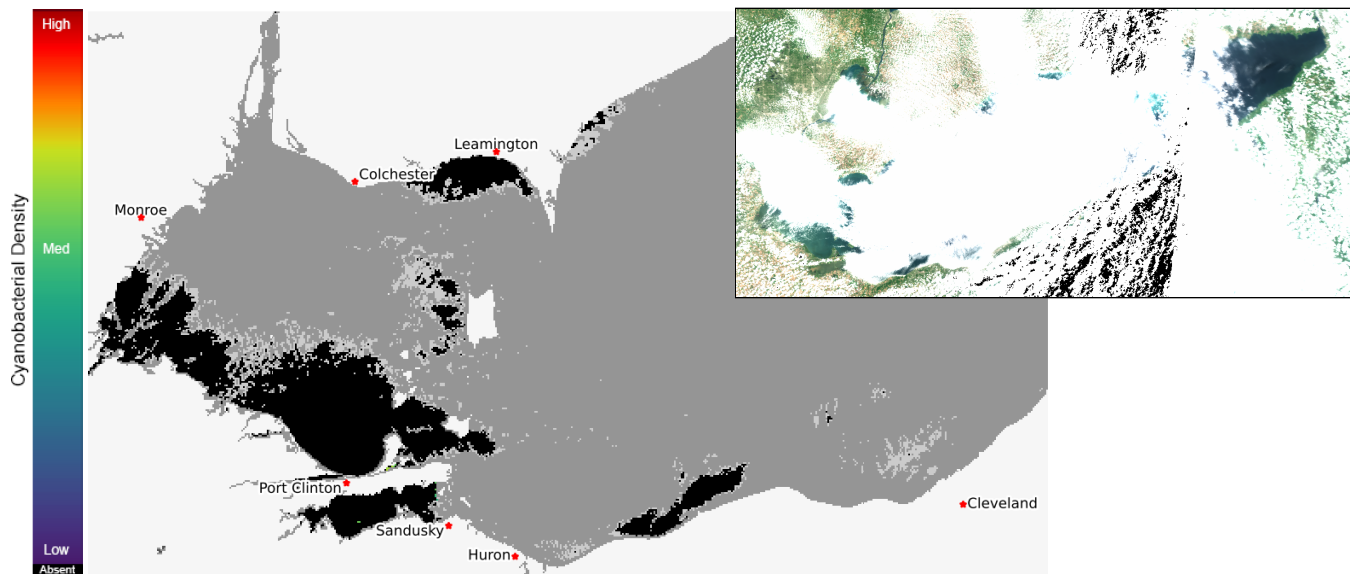 High
Med
Low
Absent
Cyanobacterial Density
Leamington
Colchester
Monroe
Port Clinton
Sandusky
Huron
Cleveland